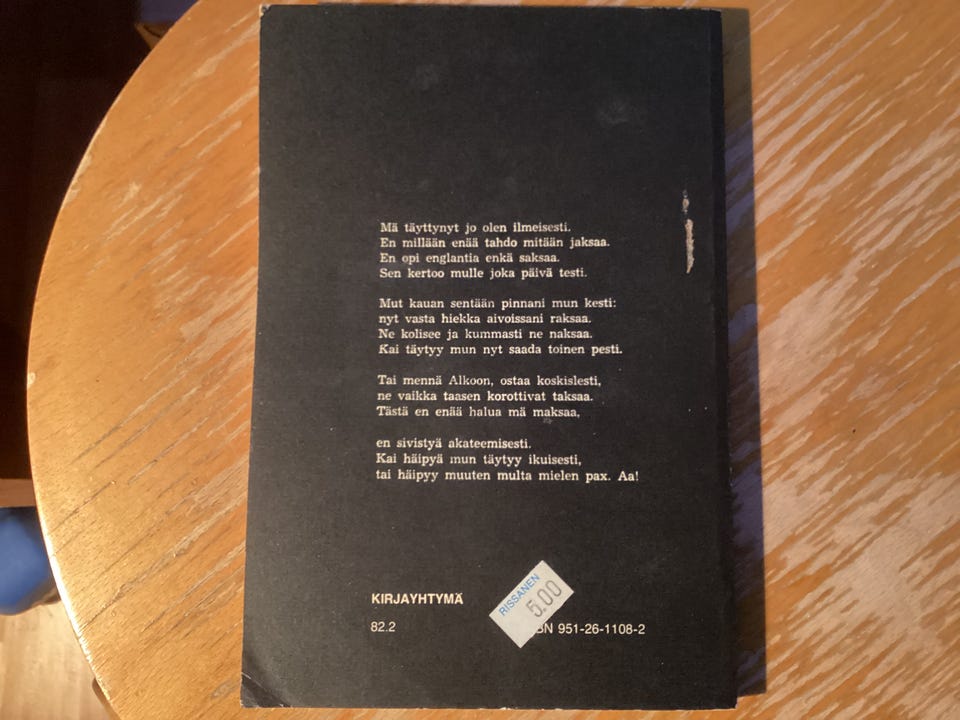 Mä täyttynyt jo olen ilmeisesti.
En millään enää tahdo mitään jaksaa.
En opi englantia enkä saksaa.
Sen kertoo mulle joka päivä testi.
Mut kauan sentään pinnani mun kesti:
nyt vasta hiekka aivoissani raksaa.
Ne kolisee ja kummasti ne naksaa.
Kai täytyy mun nyt saada toinen pesti.
Tai mennä Alkoon, ostaa koskislesti,
ne vaikka taasen korottivat taksaa.
Tästä en enää halua mä maksaa,
en sivistyä akateemisesti.
Kai häipyä mun täytyy ikuisesti,
tai häipyy muuten multa mielen pax. Aa!
KIRJAYHTYMÄ
RISSANEN
5.00
82.2
BN 951-26-1108-2